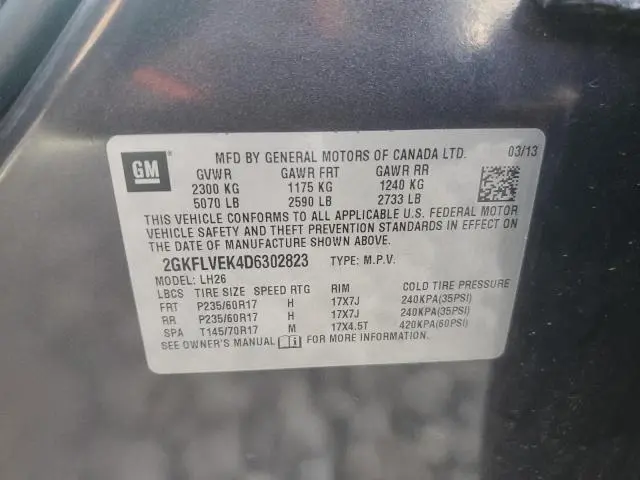 GM
MFD BY GENERAL MOTORS OF CANADA LTD. 03/13
GVWR GAWR FRT GAWR RR
2300 KG 1175 KG 1240 KG
5070 LB 2590 LB 2733 LB
THIS VEHICLE CONFORMS TO ALL APPLICABLE U.S. FEDERAL MOTOR
VEHICLE SAFETY AND THEFT PREVENTION STANDARDS IN EFFECT ON
THE DATE OF MANUFACTURE SHOWN ABOVE.
2GKFLVEK4D6302823 TYPE: M.P.V.
MODEL: LH26
LBCS TIRE SIZE SPEED RTG RIM COLD TIRE PRESSURE
FRT P235/60R17 H 17X7J 240KPA(35PSI)
RR P235/60R17 H 17X7J 240KPA(35PSI)
SPA T145/70R17 M 17X4.5T 420KPA(60PSI)
SEE OWNER'S MANUAL FOR MORE INFORMATION.